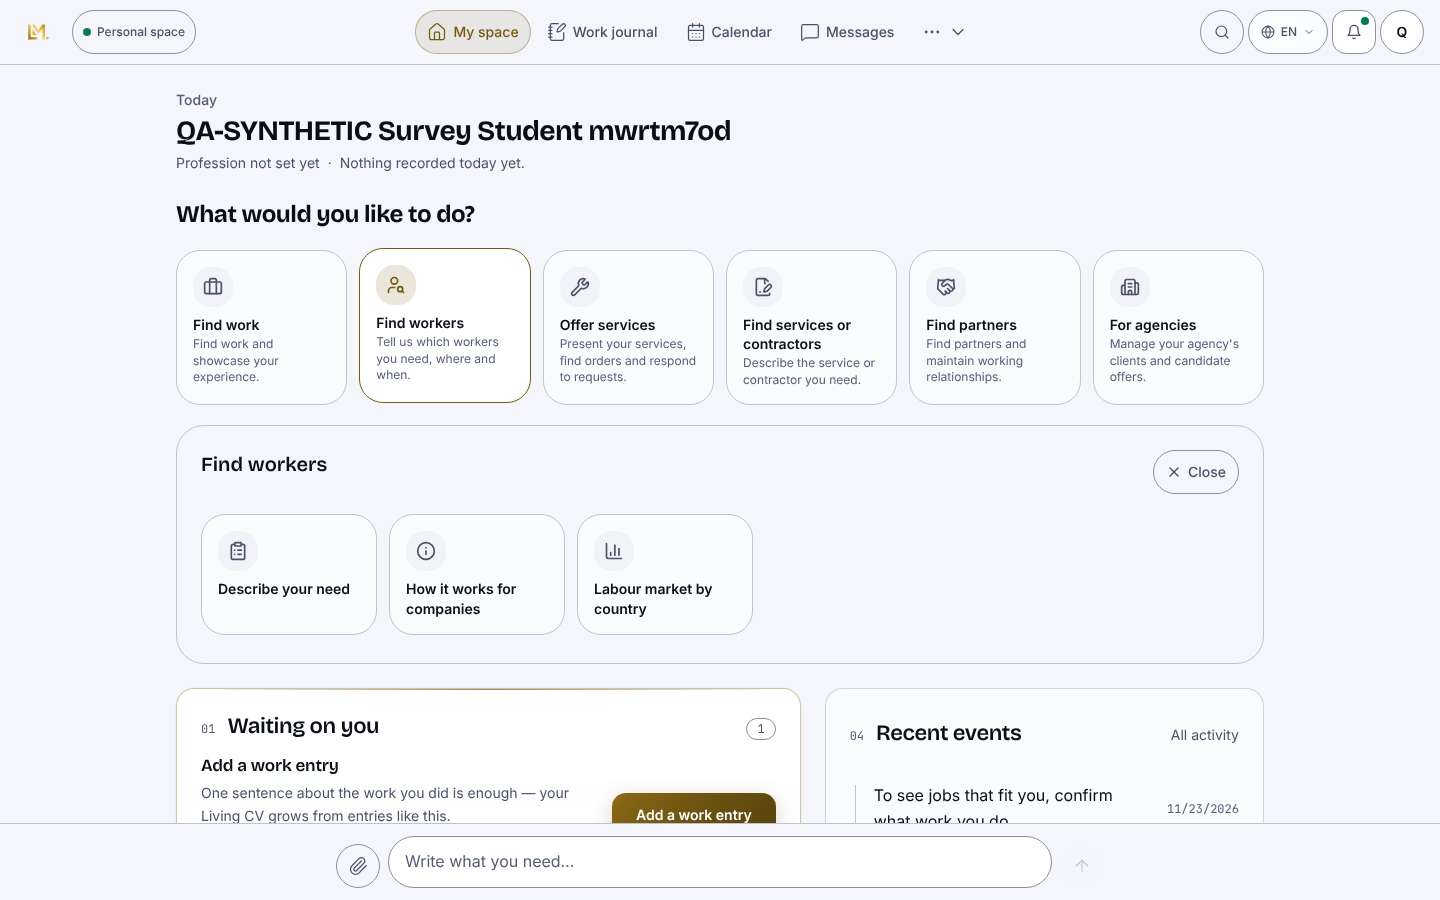 LM.
Personal space
My space
Work journal
Calendar
Messages
EN
Q
Today
QA-SYNTHETIC Survey Student mwrtm7od
Profession not set yet · Nothing recorded today yet.
What would you like to do?
Find work
Find work and
showcase your
experience.
Find workers
Tell us which workers
you need, where and
when.
Offer services
Present your services,
find orders and respond
to requests.
Find services or
contractors
Describe the service or
contractor you need.
Find partners
Find partners and
maintain working
relationships.
For agencies
Manage your agency's
clients and candidate
offers.
Find workers
Close
Describe your need
How it works for
companies
Labour market by
country
01 Waiting on you
1
Add a work entry
One sentence about the work you did is enough — your
Living CV grows from entries like this.
Add a work entry
04 Recent events
All activity
To see jobs that fit you, confirm
what work you do
11/23/2026
Write what you need...